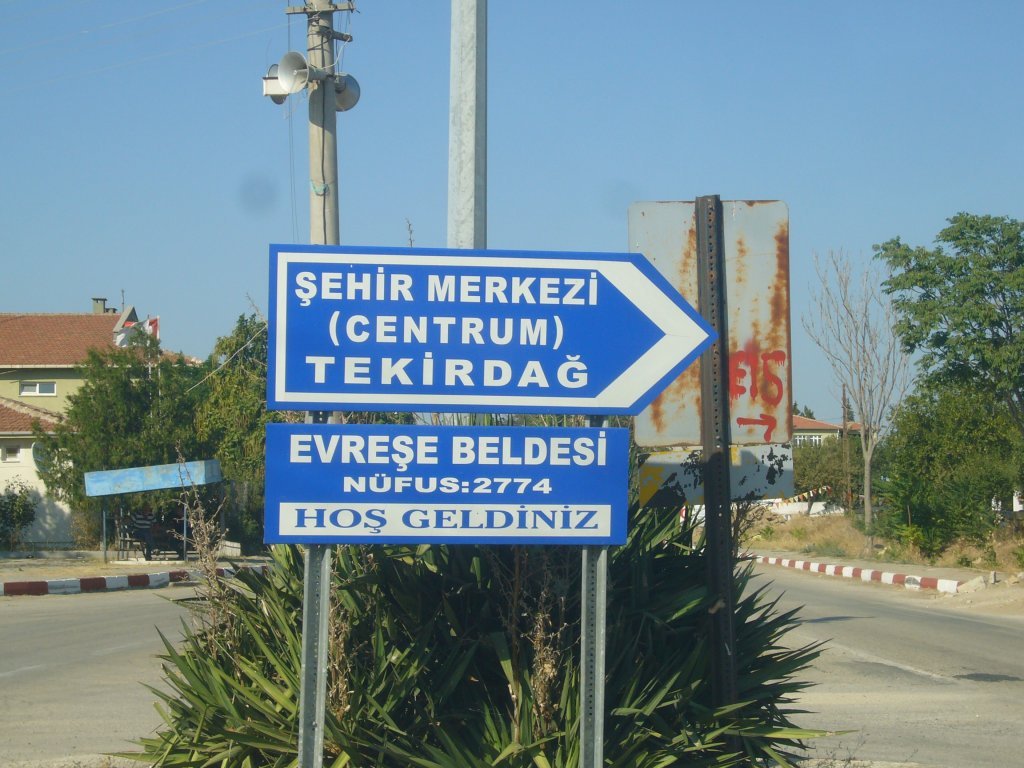 ŞEHİR MERKEZİ
(CENTRUM)
TEKİRDAĞ
EVREŞE BELDESİ
NÜFUS:2774
HOŞ GELDİNİZ